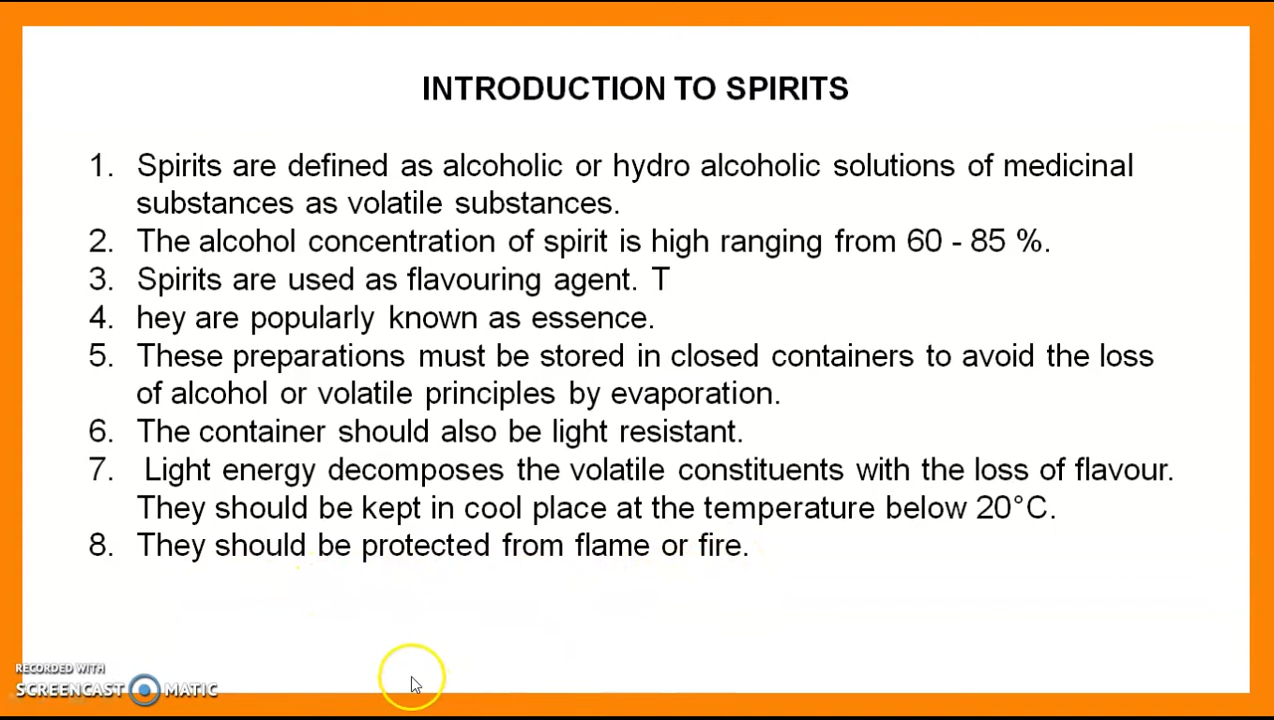 INTRODUCTION TO SPIRITS
1. Spirits are defined as alcoholic or hydro alcoholic solutions of medicinal
substances as volatile substances.
2. The alcohol concentration of spirit is high ranging from 60 - 85 %.
3. Spirits are used as flavouring agent. T
4. hey are popularly known as essence.
5. These preparations must be stored in closed containers to avoid the loss
of alcohol or volatile principles by evaporation.
6. The container should also be light resistant.
7. Light energy decomposes the volatile constituents with the loss of flavour.
They should be kept in cool place at the temperature below 20°C.
8. They should be protected from flame or fire.
RECORDED WITH
SCREENCAST MATIC